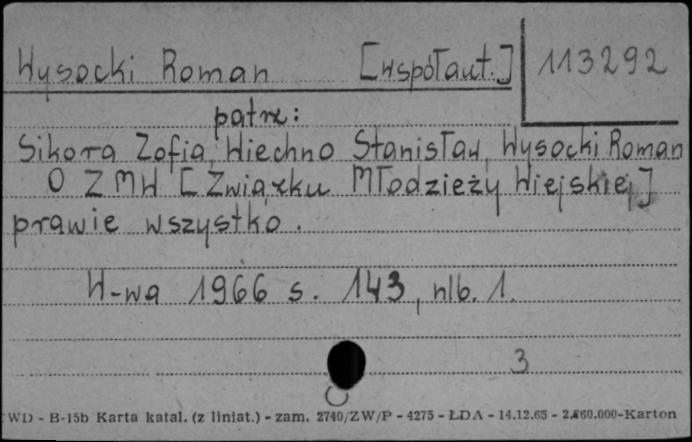 Wysocki Roman [współaut.] 113292
patrz:
Sikora Zofia, Wiechno Stanisław, Wysocki Roman
O ZMW [Związku Młodzieży Wiejskiej]
prawie wszystko.
W-wa 1966 s. 143, nlb. 1.
3
WD - B-15b Karta katal. (z liniat.) - zam. 2740/ZW/P - 4275 - ŁDA - 14.12.65 - 2.860.000-Karton